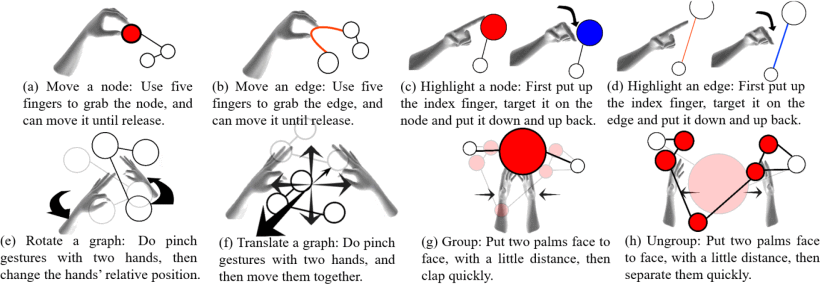 (a) Move a node: Use five
fingers to grab the node, and
can move it until release.
(b) Move an edge: Use five
fingers to grab the edge, and
can move it until release.
(c) Highlight a node: First put up
the index finger, target it on the
node and put it down and up back.
(d) Highlight an edge: First put up
the index finger, target it on the
edge and put it down and up back.
(e) Rotate a graph: Do pinch
gestures with two hands, then
change the hands' relative position.
(f) Translate a graph: Do pinch
gestures with two hands, and
then move them together.
(g) Group: Put two palms face to
face, with a little distance, then
clap quickly.
(h) Ungroup: Put two palms face
to face, with a little distance, then
separate them quickly.